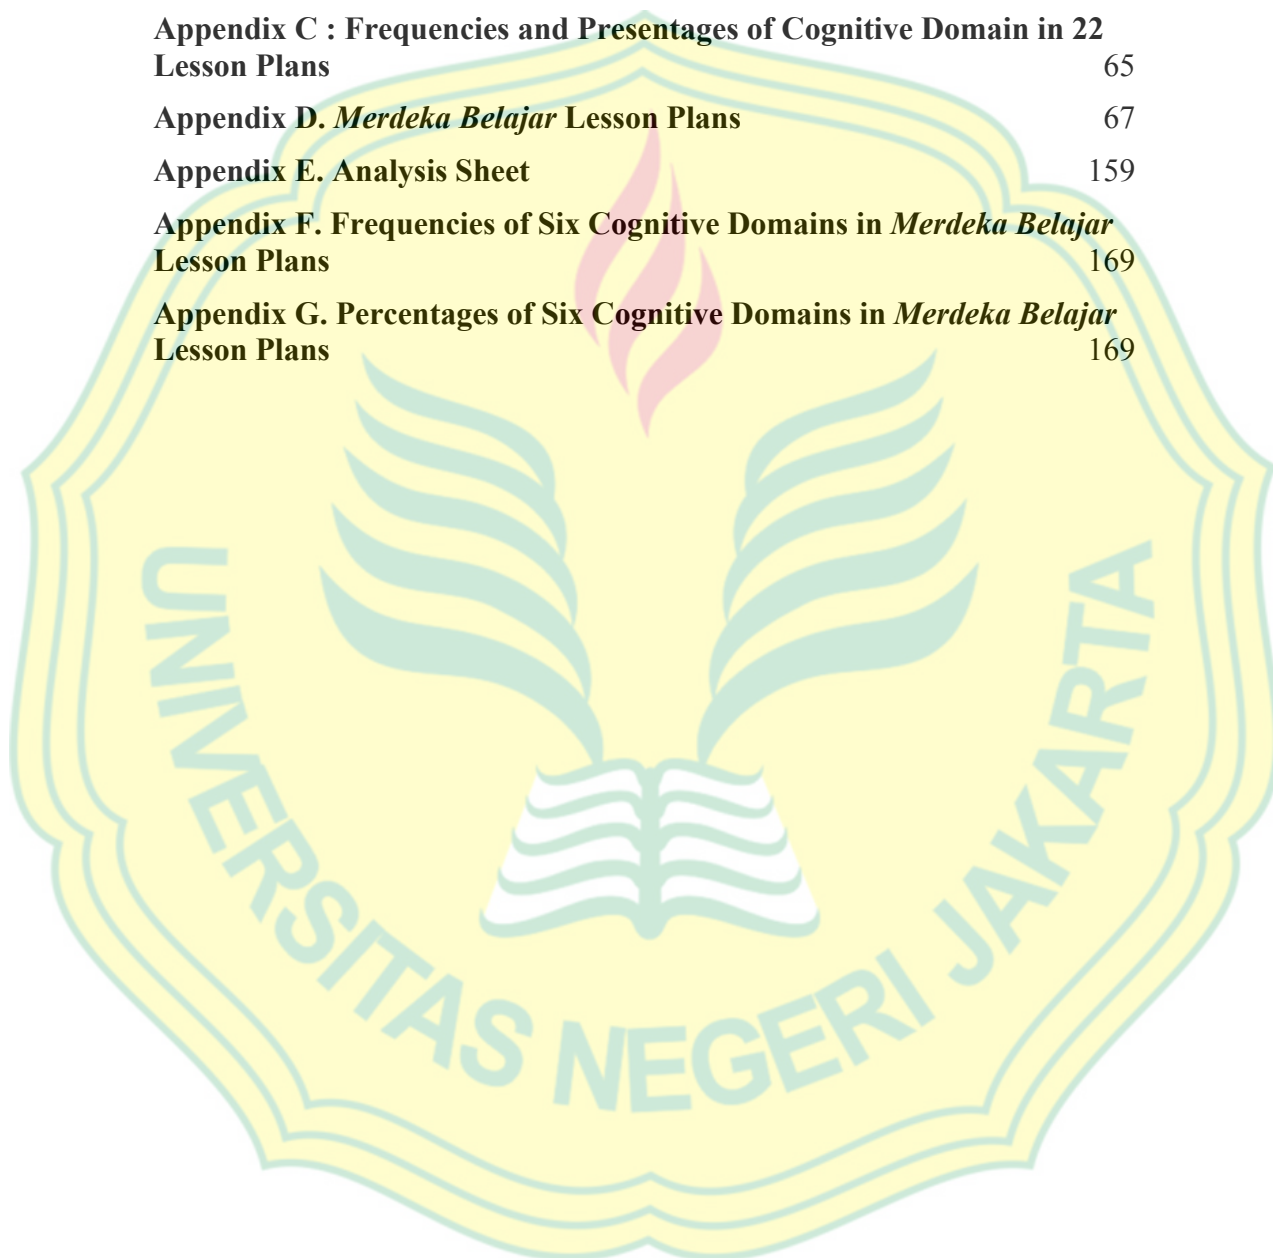 Appendix C : Frequencies and Presentages of Cognitive Domain in 22
Lesson Plans 65
Appendix D. Merdeka Belajar Lesson Plans 67
Appendix E. Analysis Sheet 159
Appendix F. Frequencies of Six Cognitive Domains in Merdeka Belajar
Lesson Plans 169
Appendix G. Percentages of Six Cognitive Domains in Merdeka Belajar
Lesson Plans 169
UNIVERSITAS NEGERI JAKARTA